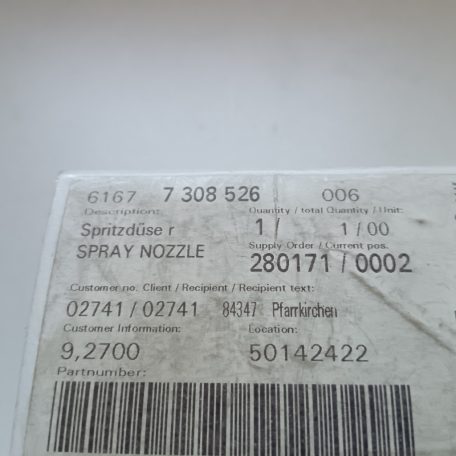 6167 7 308 526 006
Description: Quantity / total Quantity / Unit:
Spritzdüse r 1 / 1 / 00
SPRAY NOZZLE Supply Order / Current pos.
280171 / 0002
Customer no. Client / Recipient / Recipient text:
02741 / 02741 84347 Pfarrkirchen
Customer Information: Location:
9,2700 50142422
Partnumber: